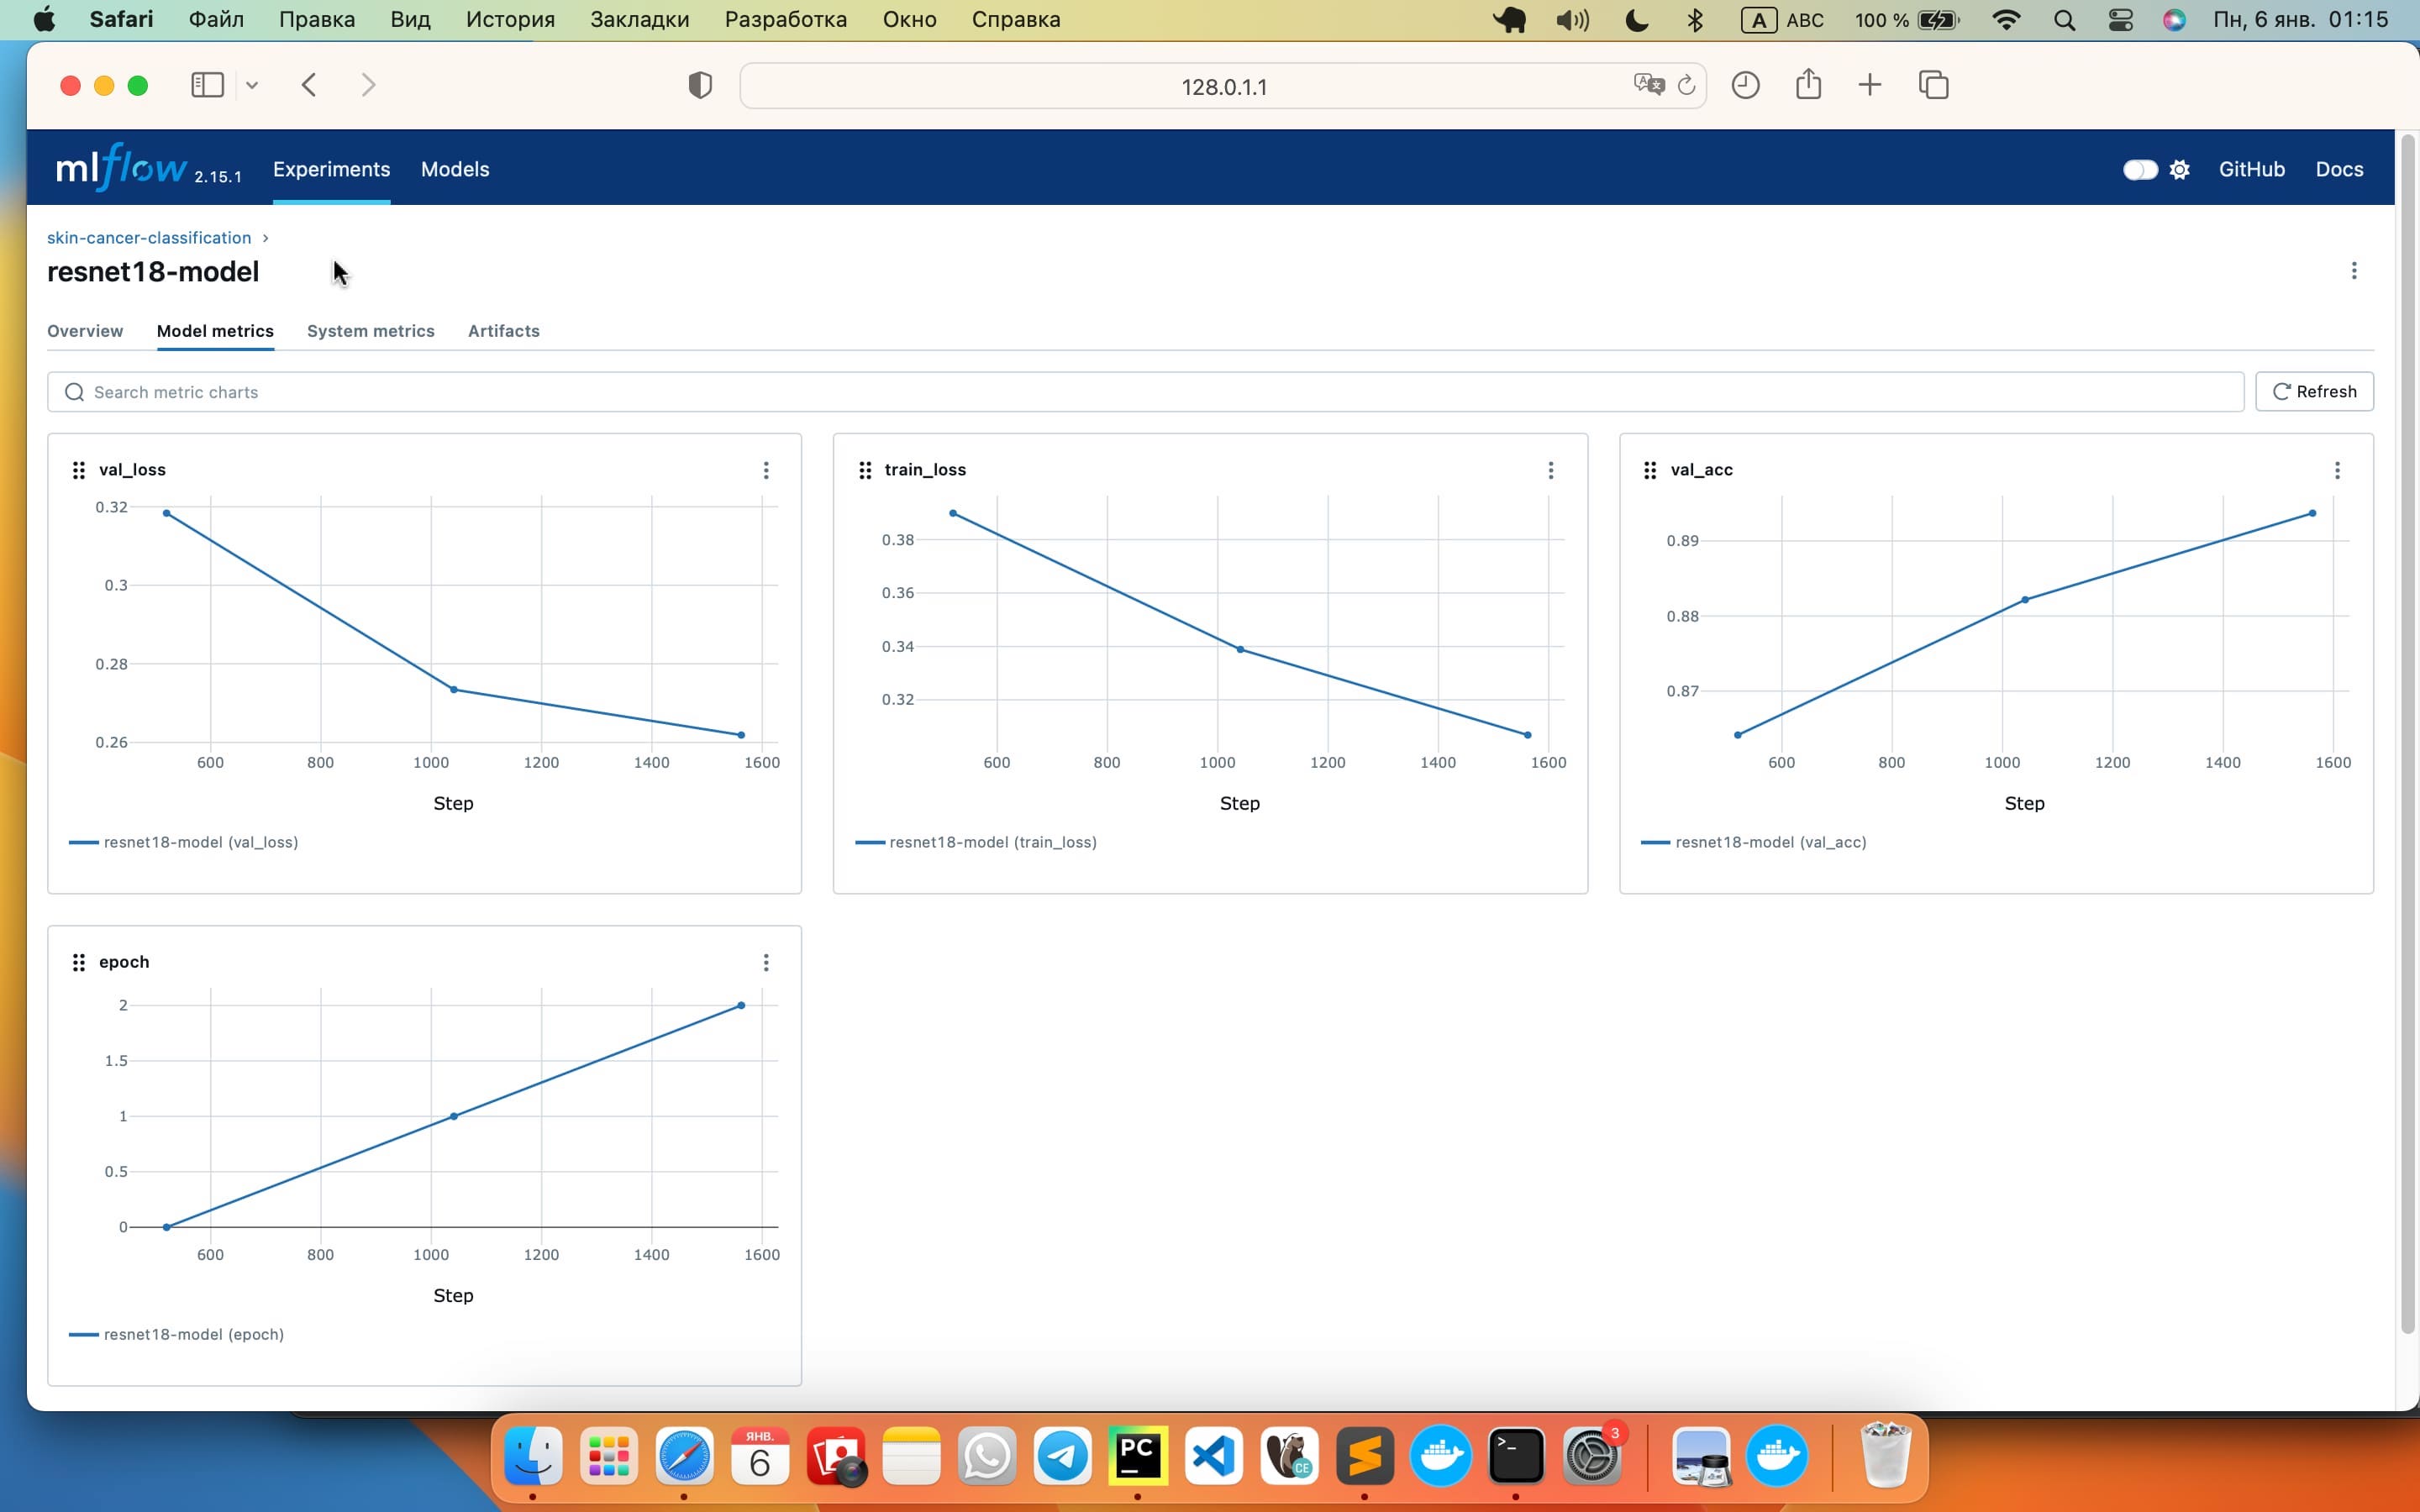 Safari Файл Правка Вид История Закладки Разработка Окно Справка A ABC 100 % Пн, 6 янв. 01:15
128.0.1.1
mlflow 2.15.1 Experiments Models GitHub Docs
skin-cancer-classification ›
resnet18-model
Overview Model metrics System metrics Artifacts
Search metric charts Refresh
val_loss
0.32
0.3
0.28
0.26
600 800 1000 1200 1400 1600
Step
resnet18-model (val_loss)
train_loss
0.38
0.36
0.34
0.32
600 800 1000 1200 1400 1600
Step
resnet18-model (train_loss)
val_acc
0.89
0.88
0.87
600 800 1000 1200 1400 1600
Step
resnet18-model (val_acc)
epoch
2
1.5
1
0.5
0
600 800 1000 1200 1400 1600
Step
resnet18-model (epoch)
ЯНВ.
6
PC
CE
>_
3